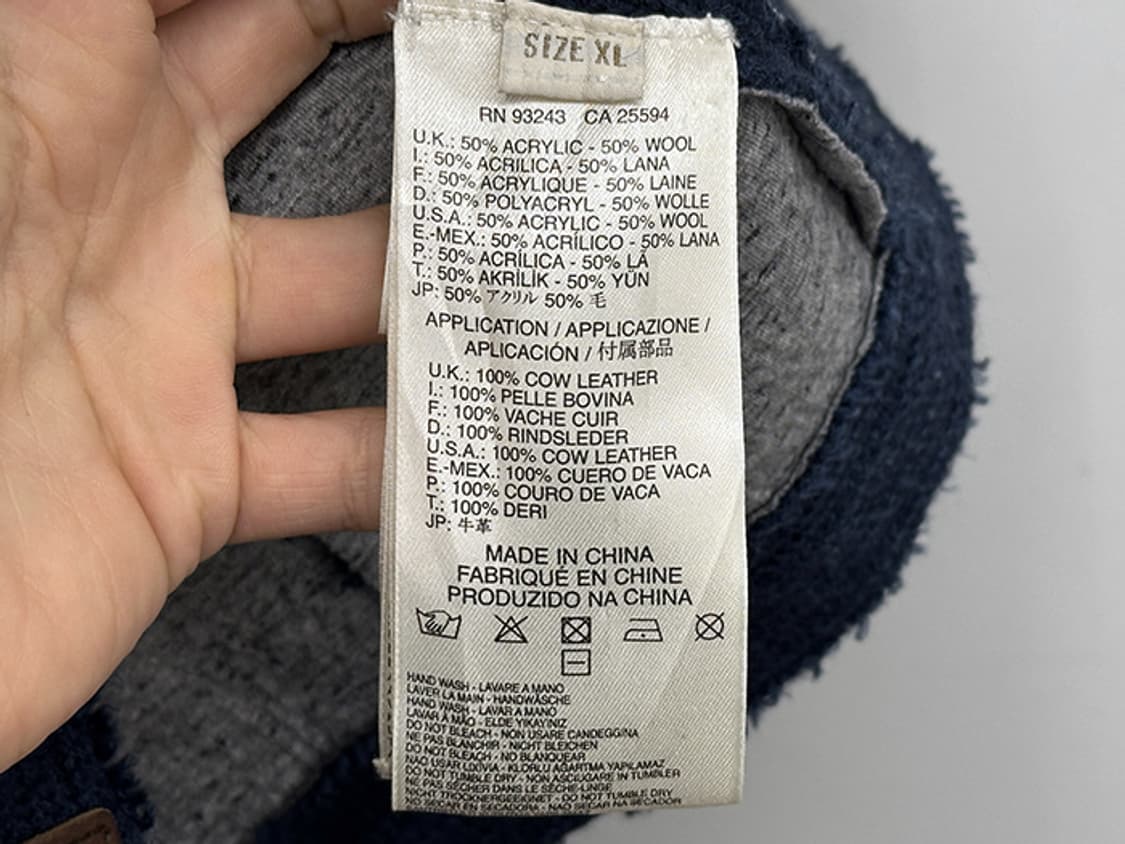 SIZE XL
RN 93243 CA 25594
U.K.: 50% ACRYLIC - 50% WOOL
I.: 50% ACRILICA - 50% LANA
F.: 50% ACRYLIQUE - 50% LAINE
D.: 50% POLYACRYL - 50% WOLLE
U.S.A.: 50% ACRYLIC - 50% WOOL
E.-MEX.: 50% ACRÍLICO - 50% LANA
P.: 50% ACRÍLICA - 50% LÃ
T.: 50% AKRİLİK - 50% YÜN
JP: 50% アクリル 50% 毛
APPLICATION / APPLICAZIONE /
APLICACIÓN / 付属部品
U.K.: 100% COW LEATHER
I.: 100% PELLE BOVINA
F.: 100% VACHE CUIR
D.: 100% RINDSLEDER
U.S.A.: 100% COW LEATHER
E.-MEX.: 100% CUERO DE VACA
P.: 100% COURO DE VACA
T.: 100% DERI
JP: 牛革
MADE IN CHINA
FABRIQUÉ EN CHINE
PRODUZIDO NA CHINA
HAND WASH - LAVARE A MANO
LAVER LA MAIN - HANDWÄSCHE
HAND WASH - LAVAR A MANO
LAVAR À MÃO - ELDE YIKAYINIZ
DO NOT BLEACH - NON USARE CANDEGGINA
NE PAS BLANCHIR - NICHT BLEICHEN
DO NOT BLEACH - NO BLANQUEAR
NÃO USAR LIXÍVIA - KLORLU AĞARTMA YAPILAMAZ
DO NOT TUMBLE DRY - NON ASCIUGARE IN TUMBLER
NE PAS SÉCHER DANS LE SÈCHE-LINGE
NICHT TROCKNERGEEIGNET - DO NOT TUMBLE DRY
NO SECAR EN SECADORA - NÃO SECAR NA SECADOR